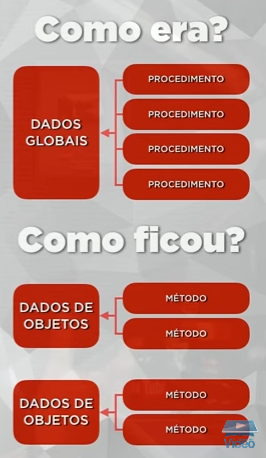 Como era?
DADOS
GLOBAIS
PROCEDIMENTO
PROCEDIMENTO
PROCEDIMENTO
PROCEDIMENTO
Como ficou?
DADOS DE
OBJETOS
MÉTODO
MÉTODO
DADOS DE
OBJETOS
MÉTODO
MÉTODO
Vídeo